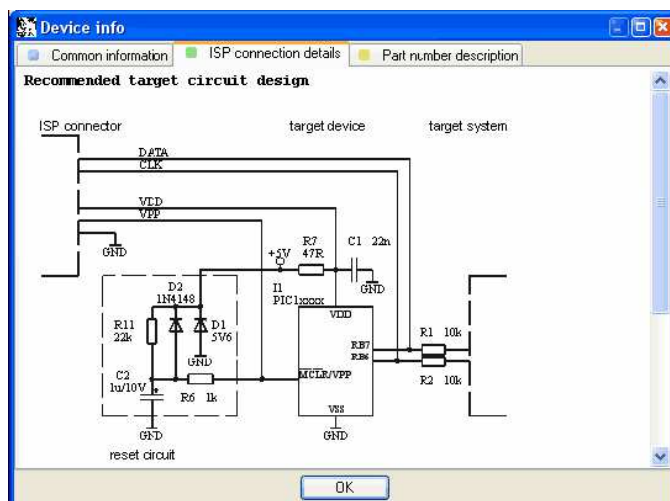 Device info
Common information
ISP connection details
Part number description
Recommended target circuit design
ISP connector
target device
target system
DATA
CLK
VDD
VPP
GND
+5V
R7
47R
C1 22n
GND
D2
1N4148
I1
PIC1xxxx
VDD
R11
22k
D1
5V6
GND
RB7
RB6
R1 10k
R2 10k
C2
1u/10V
R6 1k
MCLR/VPP
VSS
GND
GND
reset circuit
OK